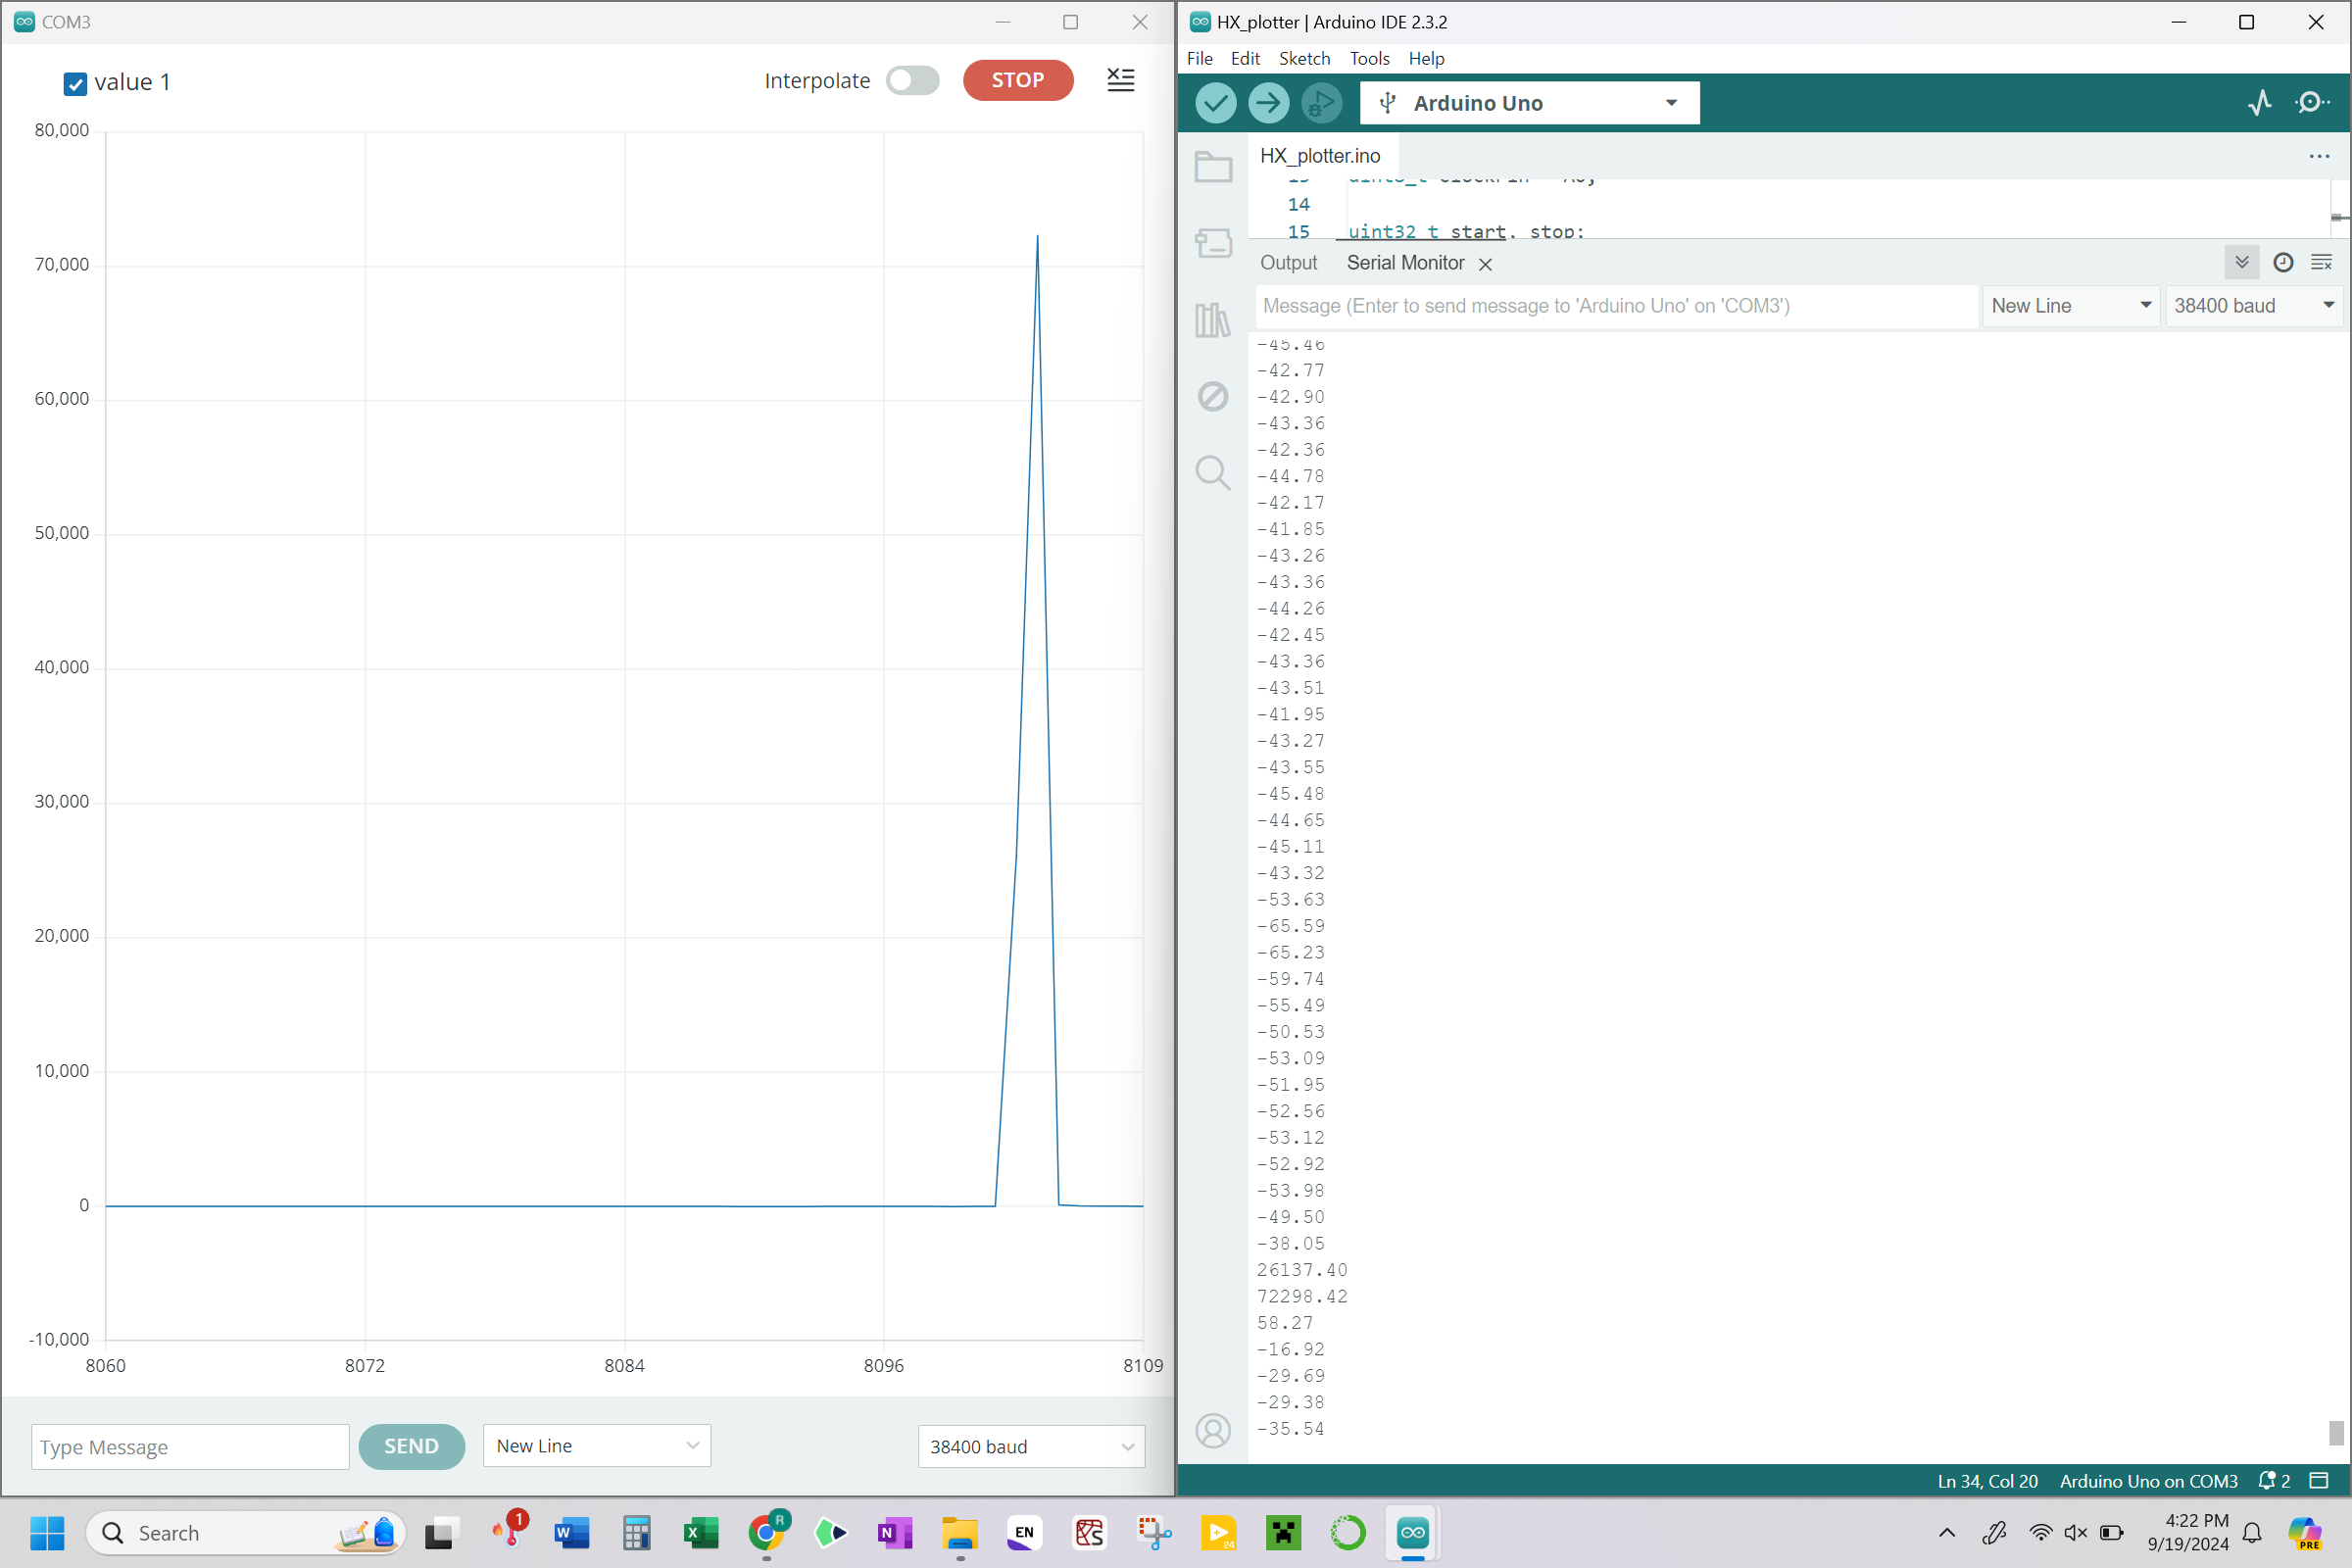 COM3
value 1
Interpolate
STOP
80,000
70,000
60,000
50,000
40,000
30,000
20,000
10,000
0
-10,000
8060 8072 8084 8096 8109
Type Message
SEND
New Line
38400 baud
HX_plotter | Arduino IDE 2.3.2
File Edit Sketch Tools Help
Arduino Uno
HX_plotter.ino
14
15 uint32_t start, stop;
Output Serial Monitor
Message (Enter to send message to 'Arduino Uno' on 'COM3')
New Line
38400 baud
-45.46
-42.77
-42.90
-43.36
-42.36
-44.78
-42.17
-41.85
-43.26
-43.36
-44.26
-42.45
-43.36
-43.51
-41.95
-43.27
-43.55
-45.48
-44.65
-45.11
-43.32
-53.63
-65.59
-65.23
-59.74
-55.49
-50.53
-53.09
-51.95
-52.56
-53.12
-52.92
-53.98
-49.50
-38.05
26137.40
72298.42
58.27
-16.92
-29.69
-29.38
-35.54
Ln 34, Col 20 Arduino Uno on COM3 2
Search
1
W
X
R
N
EN
S
24
4:22 PM
9/19/2024
PRE